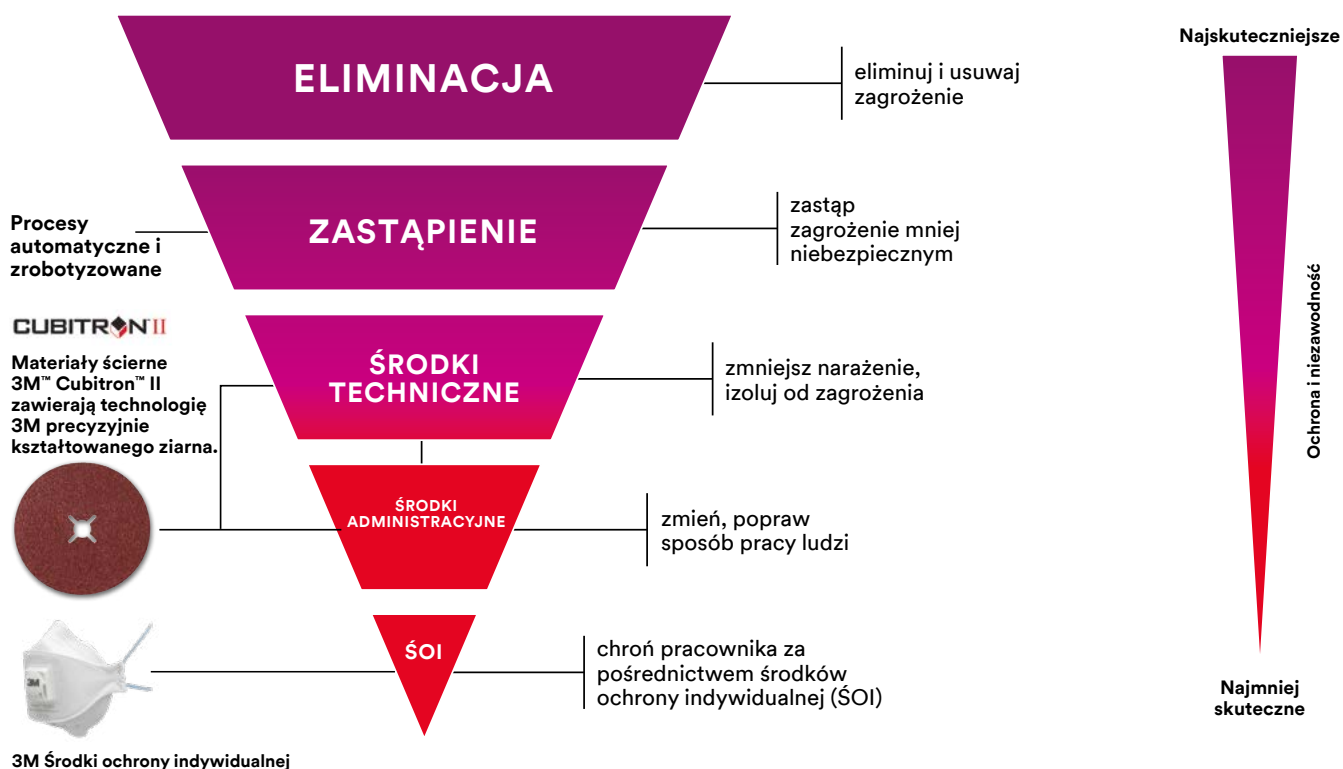 ELIMINACJA
eliminuj i usuwaj
zagrożenie
Najskuteczniejsze
Procesy
automatyczne i
zrobotyzowane
ZASTĄPIENIE
zastąp
zagrożenie mniej
niebezpiecznym
CUBITRON™ II
Materiały ścierne
3M™ Cubitron™ II
zawierają technologię
3M precyzyjnie
kształtowanego ziarna.
ŚRODKI
TECHNICZNE
zmniejsz narażenie,
izoluj od zagrożenia
Ochrona i niezawodność
ŚRODKI
ADMINISTRACYJNE
zmień, popraw
sposób pracy ludzi
3M
ŚOI
chroń pracownika za
pośrednictwem środków
ochrony indywidualnej (ŚOI)
Najmniej
skuteczne
3M Środki ochrony indywidualnej